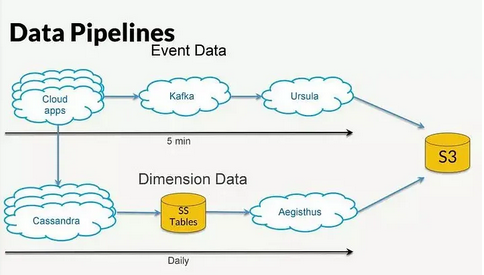 Data Pipelines
Event Data
Cloud
apps
Kafka
Ursula
5 min
S3
Dimension Data
Cassandra
SS
Tables
Aegisthus
Daily